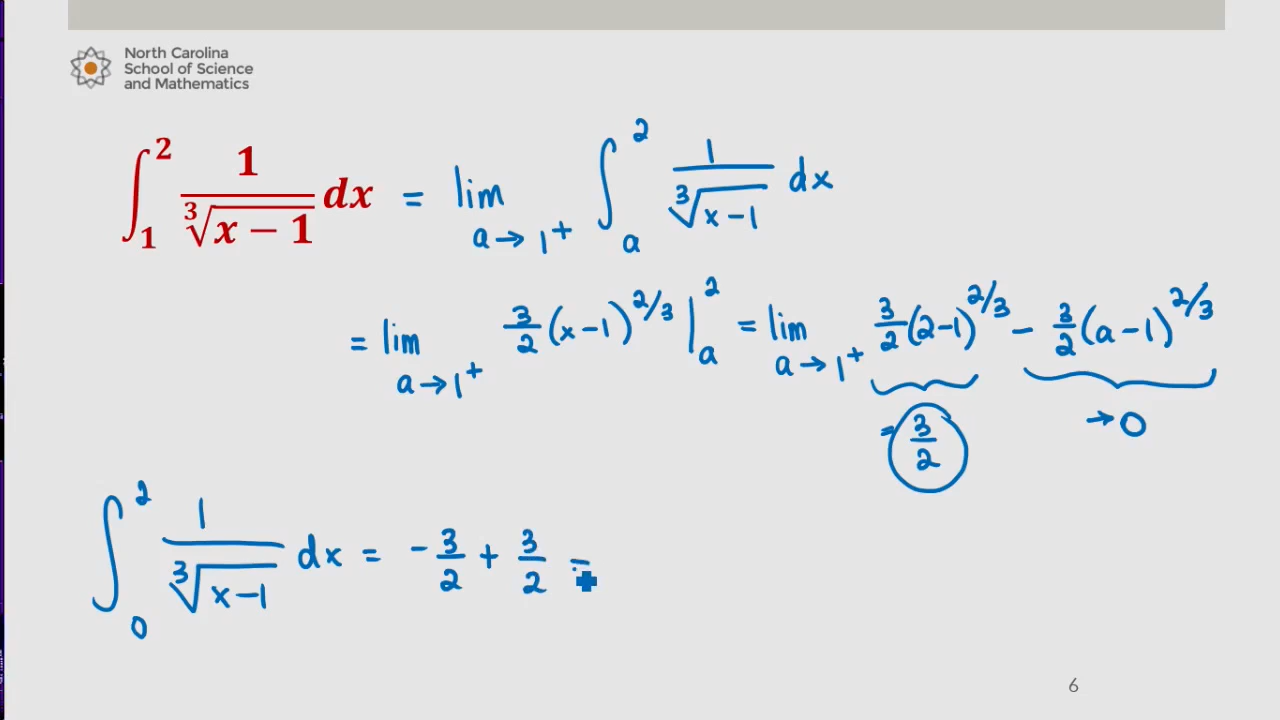 North Carolina
School of Science
and Mathematics
∫₁² 1/∛(x − 1) dx = lim_{a→1⁺} ∫ₐ² 1/∛(x−1) dx
= lim_{a→1⁺} 3/2 (x−1)^{2/3} |ₐ² = lim_{a→1⁺} 3/2 (2−1)^{2/3} − 3/2 (a−1)^{2/3}
= 3/2 → 0
∫₀² 1/∛(x−1) dx = −3/2 + 3/2 =
6